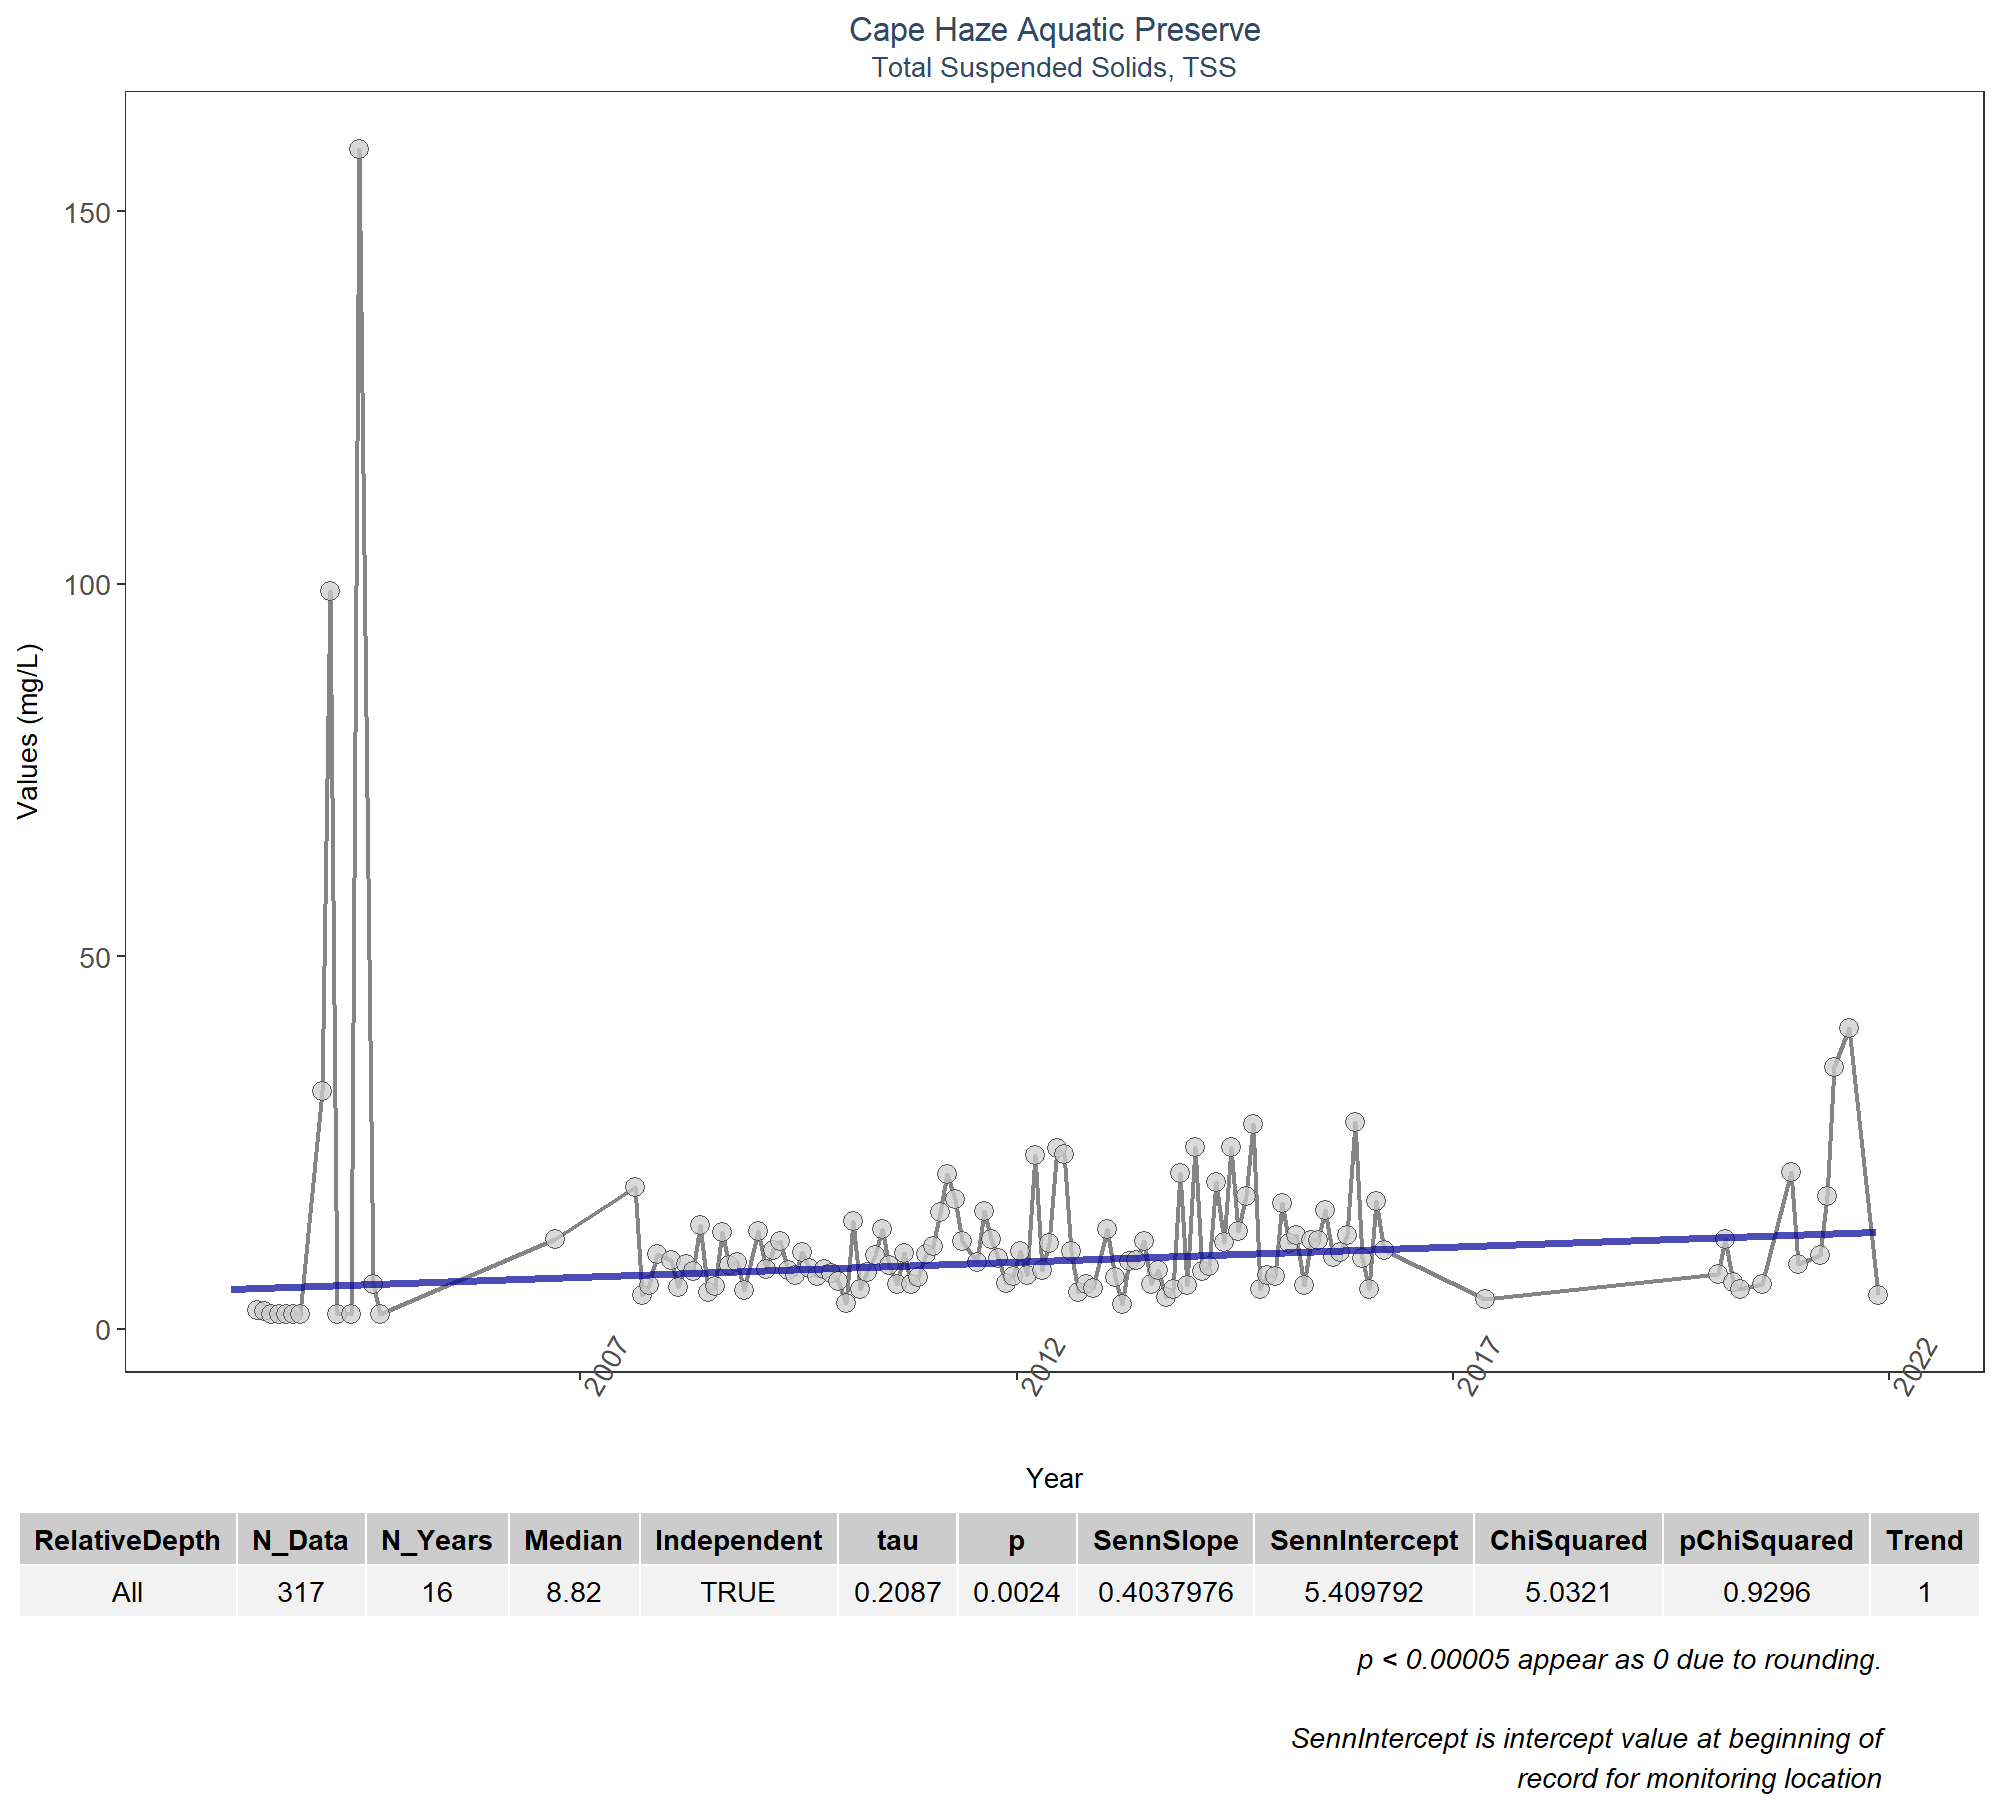 Cape Haze Aquatic Preserve
Total Suspended Solids, TSS
Values (mg/L)
150
100
50
0
2007
2012
2017
2022
Year
RelativeDepth N_Data N_Years Median Independent tau p SennSlope SennIntercept ChiSquared pChiSquared Trend
All 317 16 8.82 TRUE 0.2087 0.0024 0.4037976 5.409792 5.0321 0.9296 1
p < 0.00005 appear as 0 due to rounding.
SennIntercept is intercept value at beginning of
record for monitoring location